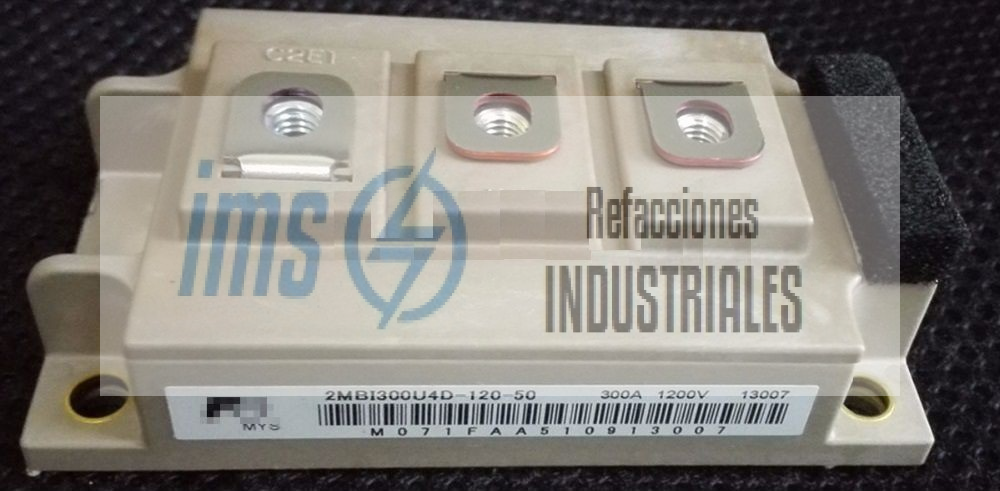 C2E1
ims
Refacciones
INDUSTRIALES
2MBI300U4D-120-50 300A 1200V 13007
MYS
M071FAA510913007